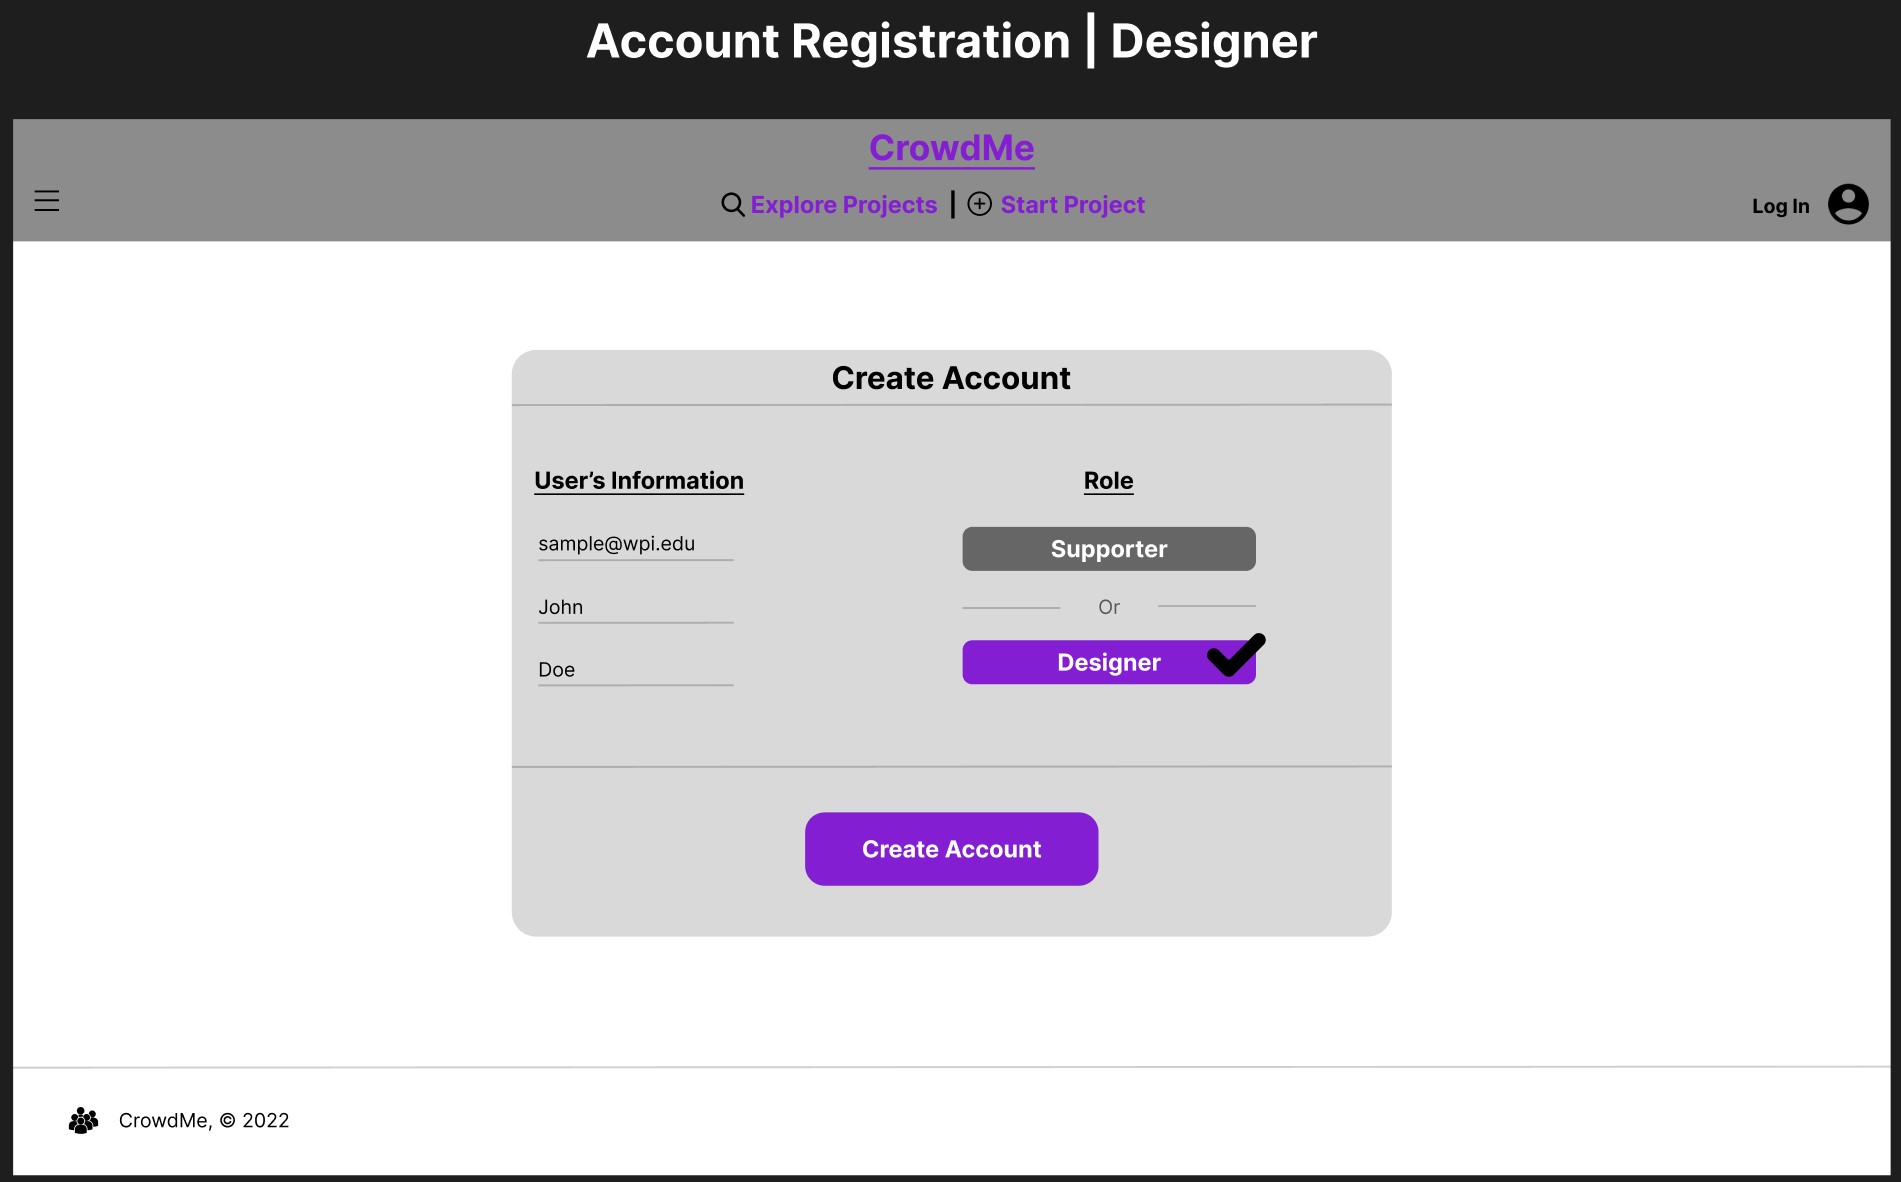 Account Registration | Designer
CrowdMe
Explore Projects | Start Project
Log In
Create Account
User’s Information
Role
sample@wpi.edu
Supporter
John
Or
Doe
Designer
Create Account
CrowdMe, © 2022